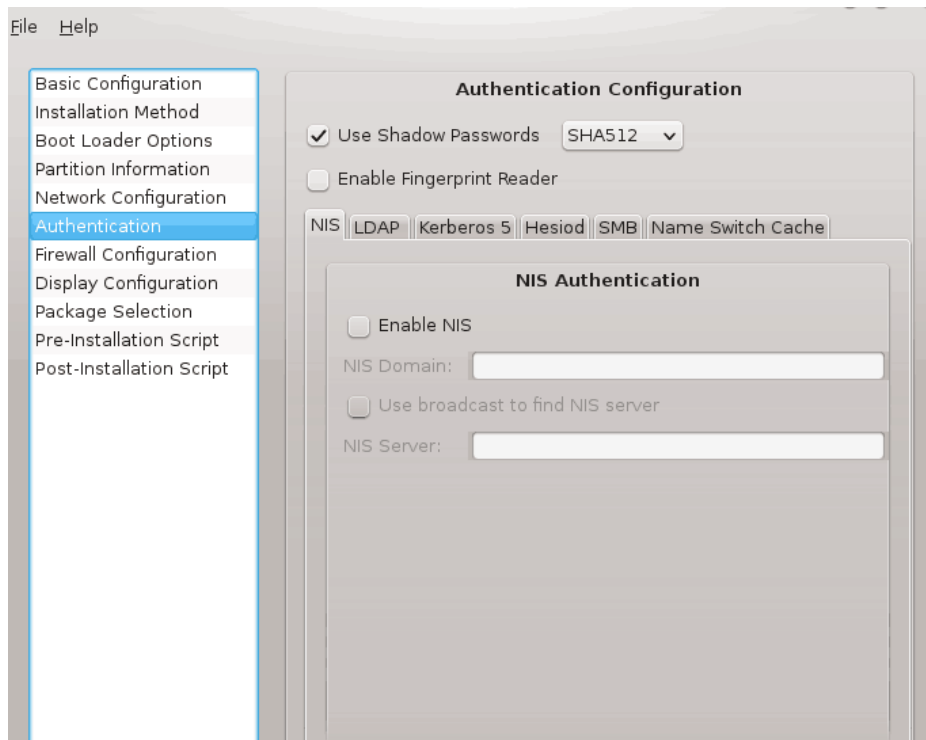 File Help
Basic Configuration
Installation Method
Boot Loader Options
Partition Information
Network Configuration
Authentication
Firewall Configuration
Display Configuration
Package Selection
Pre-Installation Script
Post-Installation Script
Authentication Configuration
Use Shadow Passwords SHA512
Enable Fingerprint Reader
NIS LDAP Kerberos 5 Hesiod SMB Name Switch Cache
NIS Authentication
Enable NIS
NIS Domain:
Use broadcast to find NIS server
NIS Server: